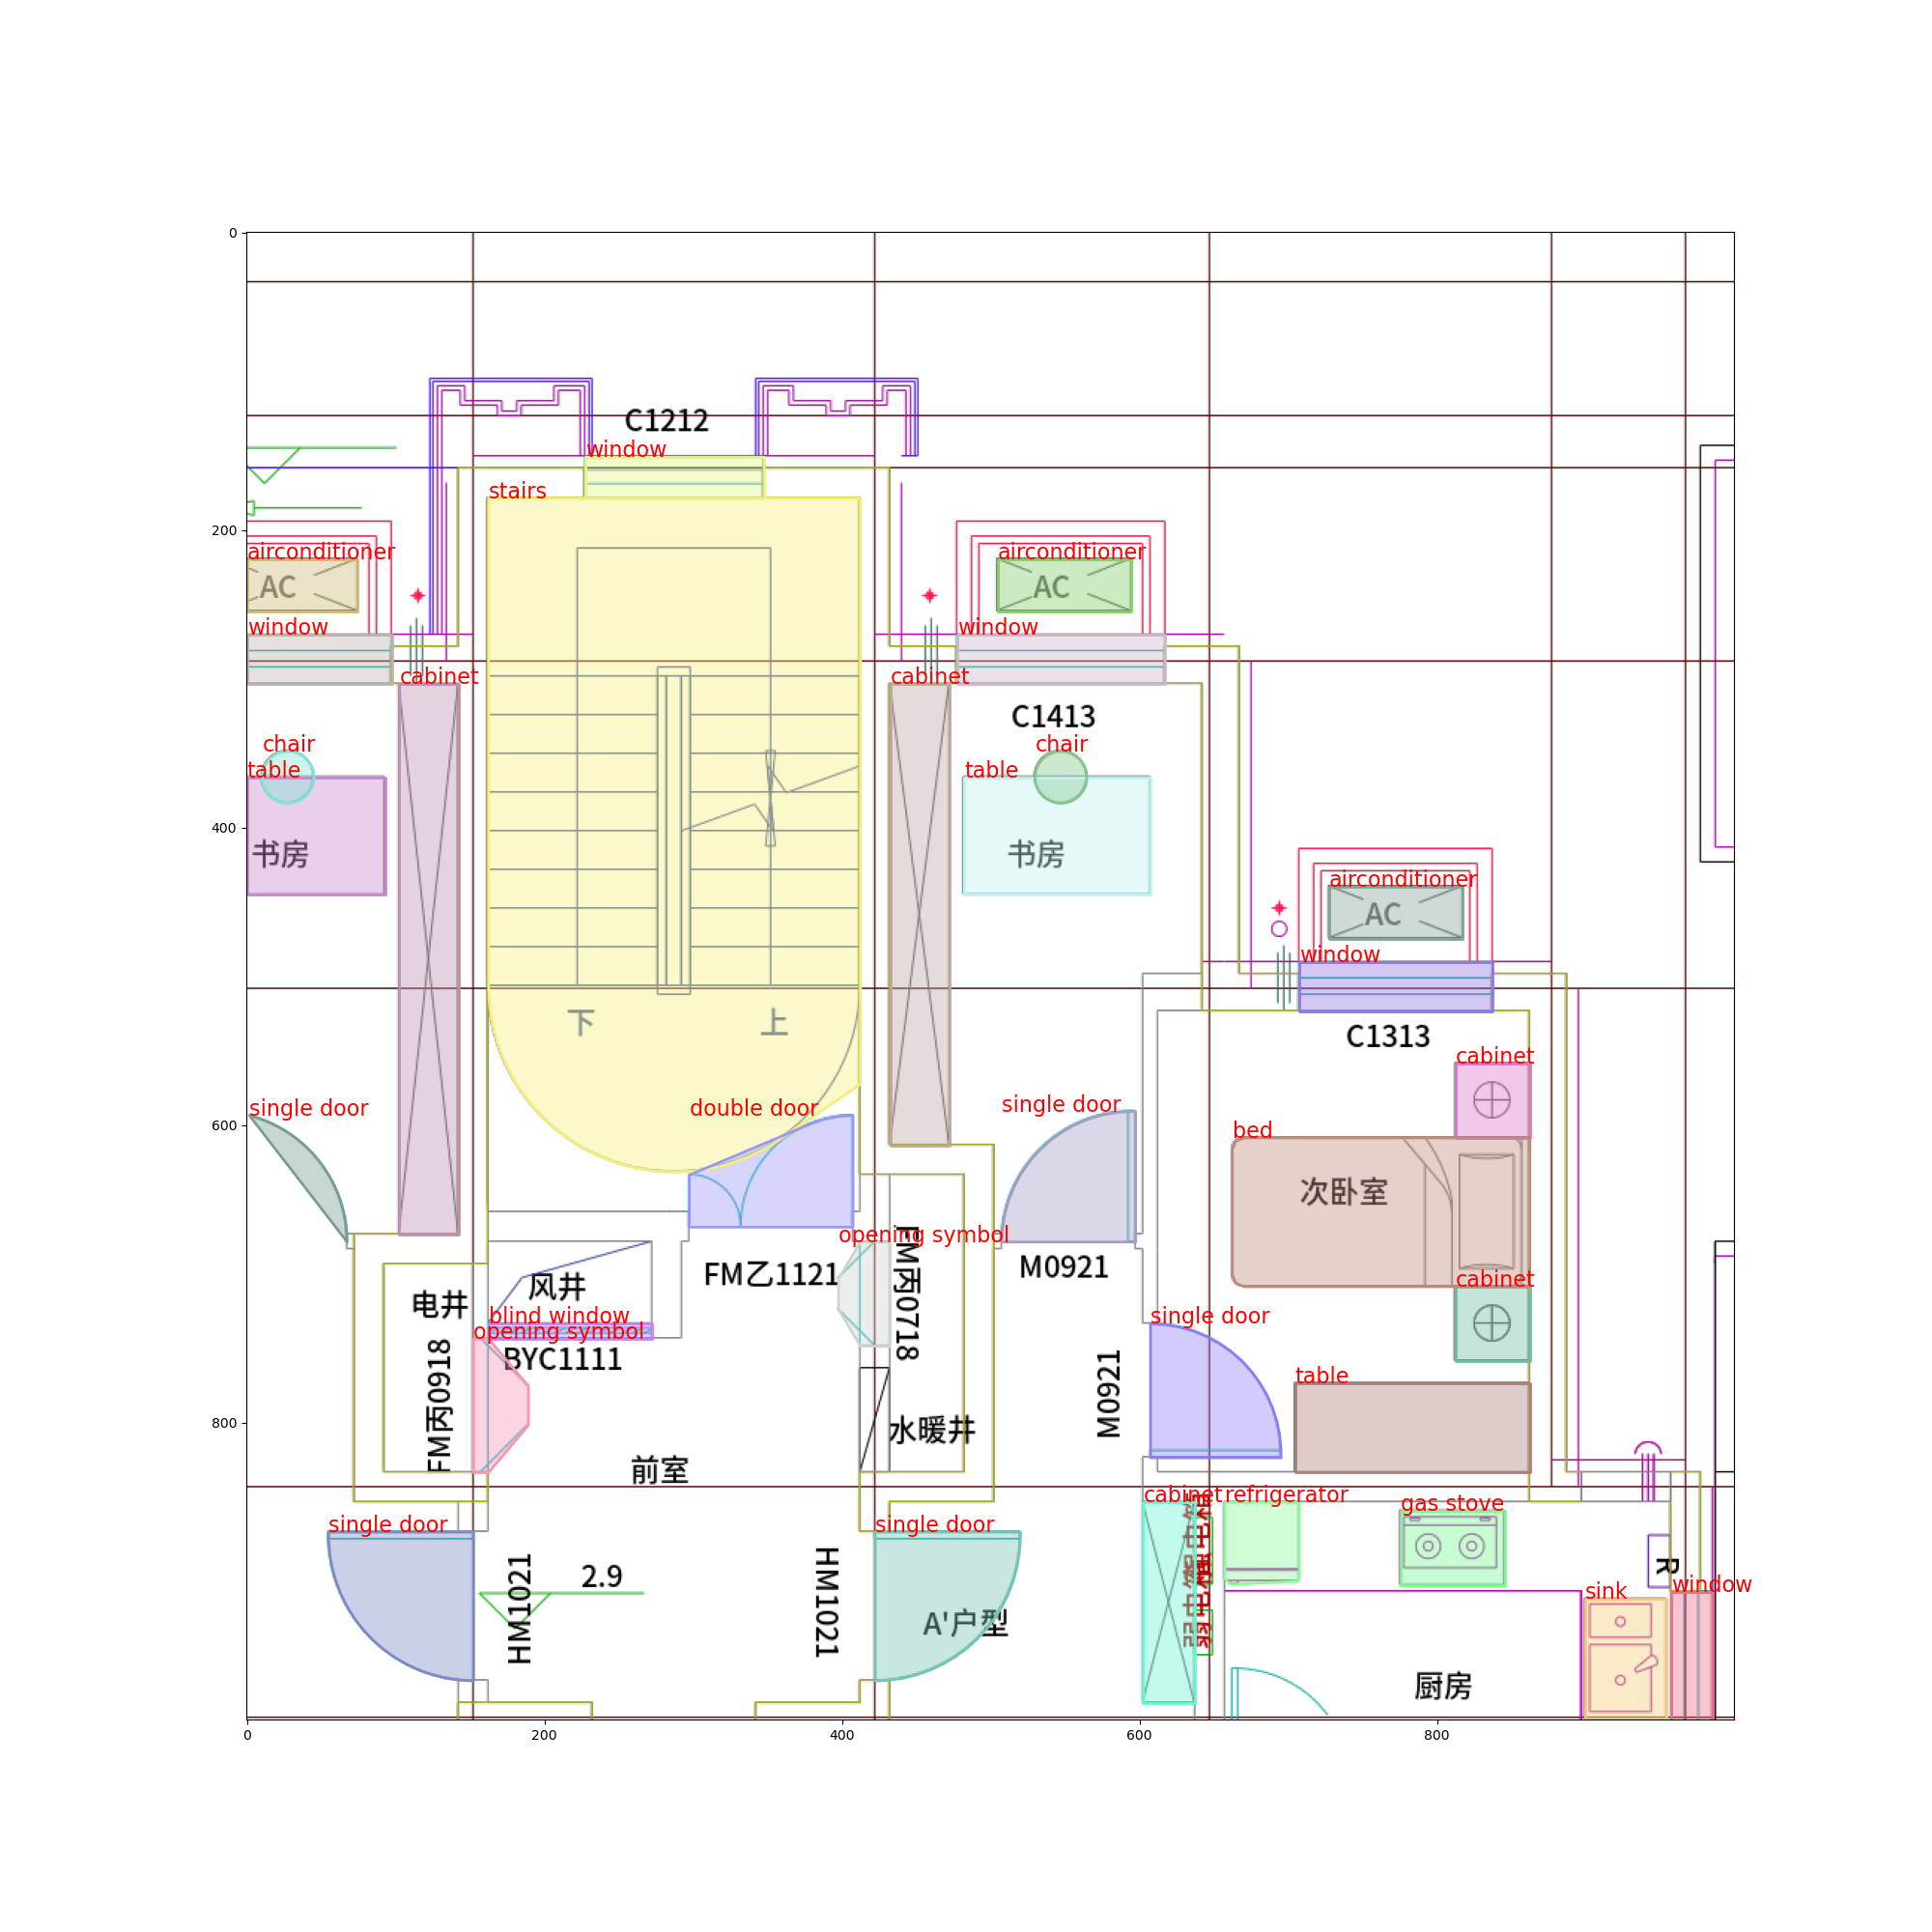 0
C1212
window
stairs
200
airconditioner
airconditioner
AC
AC
window
window
cabinet
cabinet
C1413
chair
chair
table
table
400
书房
书房
airconditioner
AC
window
下
上
C1313
cabinet
single door
double door
single door
600
bed
次卧室
opening symbol
FM乙1121
FM丙0718
M0921
cabinet
电井
风井
blind window
single door
opening symbol
BYC1111
FM丙0918
M0921
table
800
水暖井
前室
cabinet
refrigerator
gas stove
single door
single door
HM1021
2.9
HM1021
R
sink
window
A'户型
厨房
0
200
400
600
800